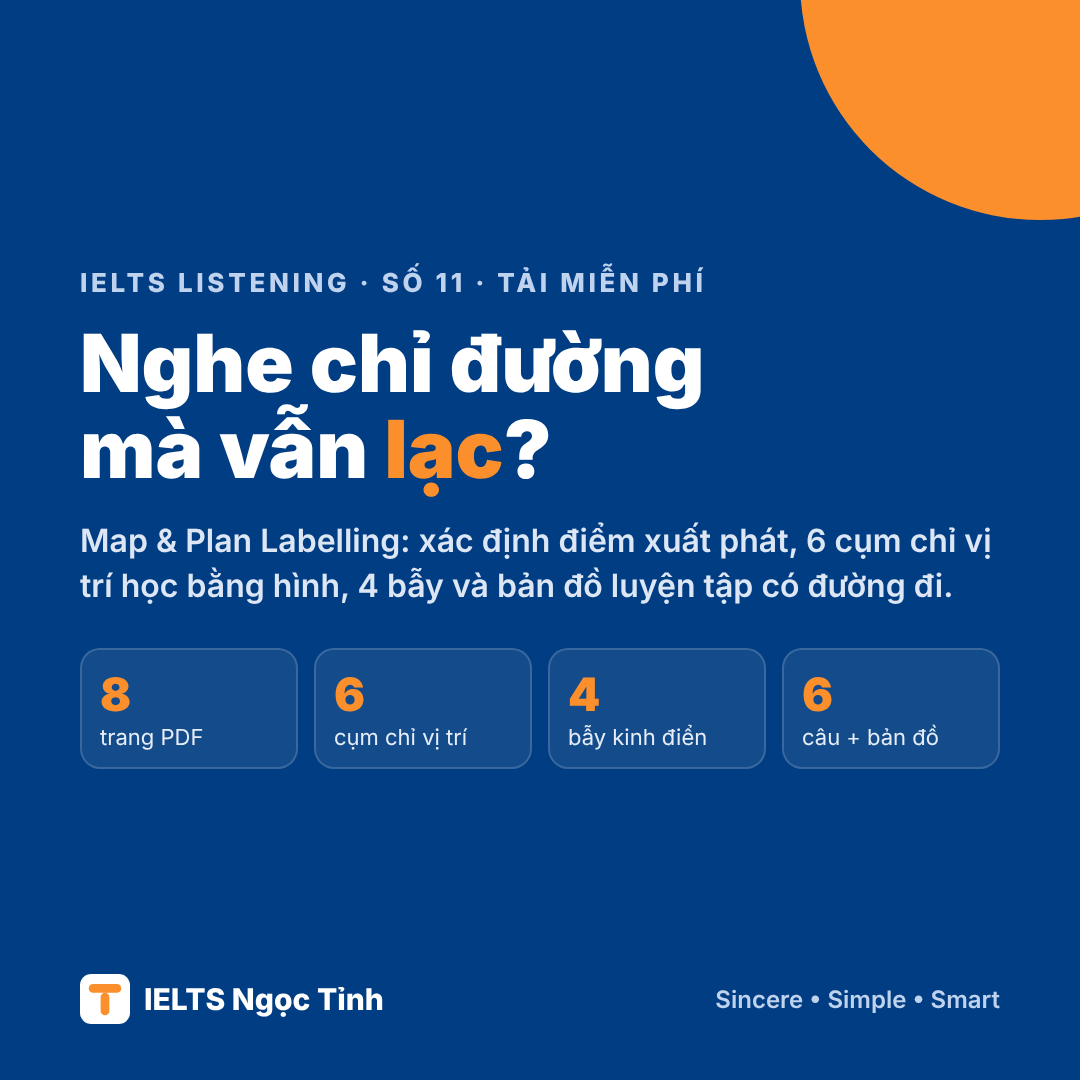 IELTS LISTENING · SỐ 11 · TẢI MIỄN PHÍ
Nghe chỉ đường
mà vẫn lạc?
Map & Plan Labelling: xác định điểm xuất phát, 6 cụm chỉ vị
trí học bằng hình, 4 bẫy và bản đồ luyện tập có đường đi.
8
trang PDF
6
cụm chỉ vị trí
4
bẫy kinh điển
6
câu + bản đồ
IELTS Ngọc Tỉnh
Sincere • Simple • Smart